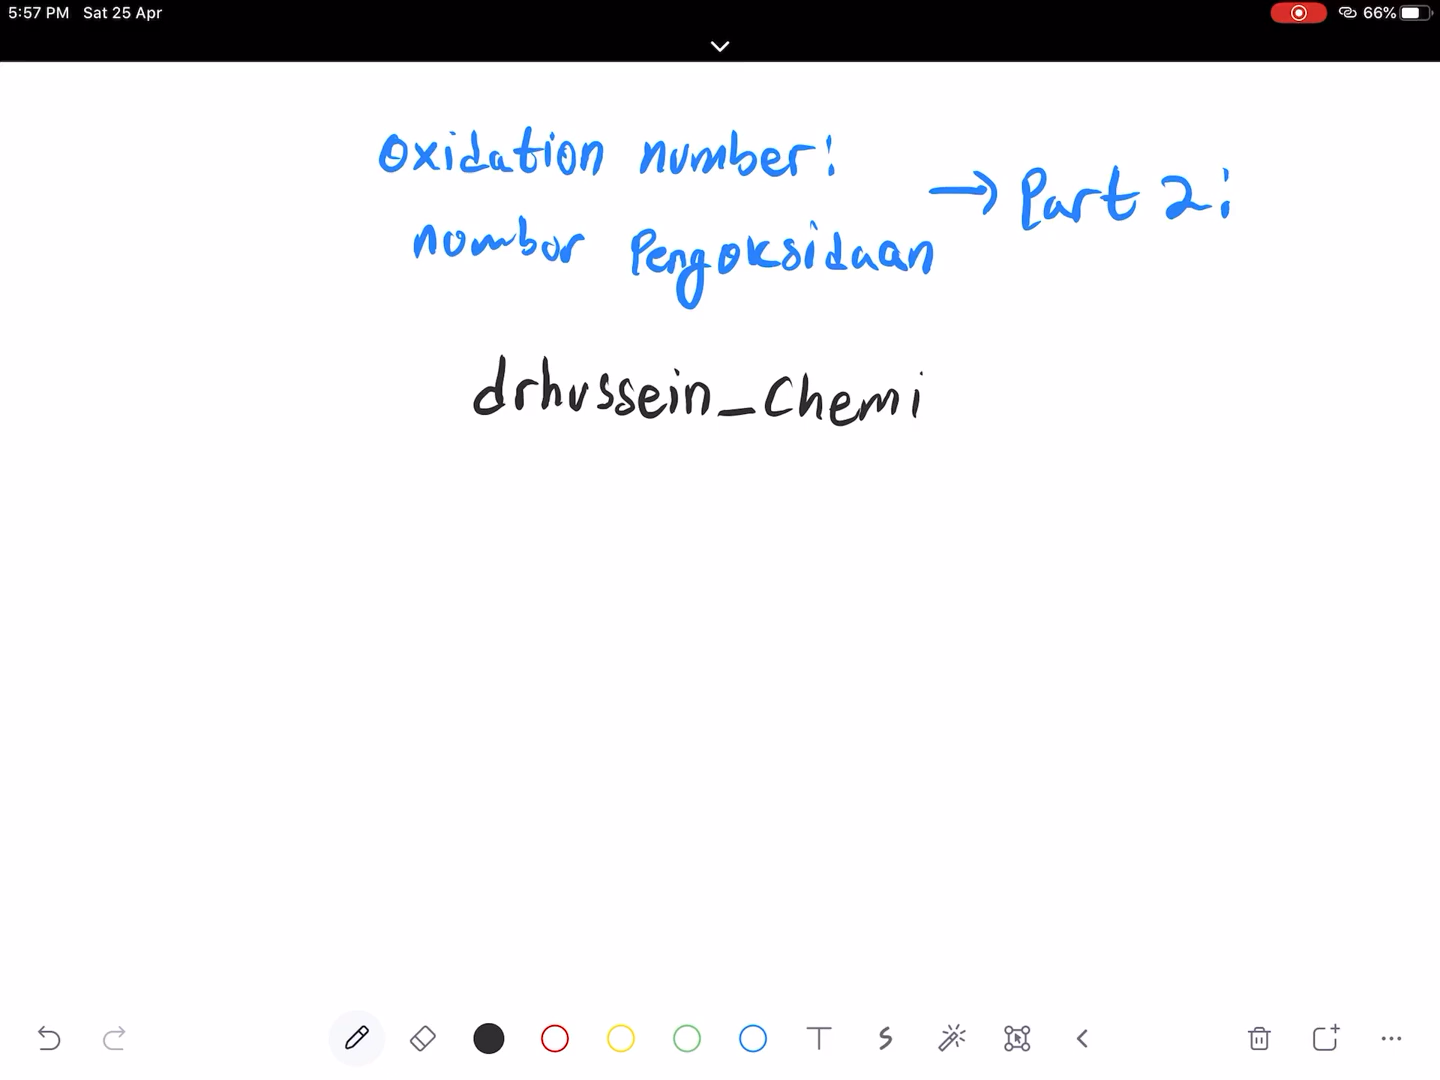 5:57 PM Sat 25 Apr
66%
Oxidation number:
→ Part 2:
nombor Pengoksidaan
drhussein_Chemi
T